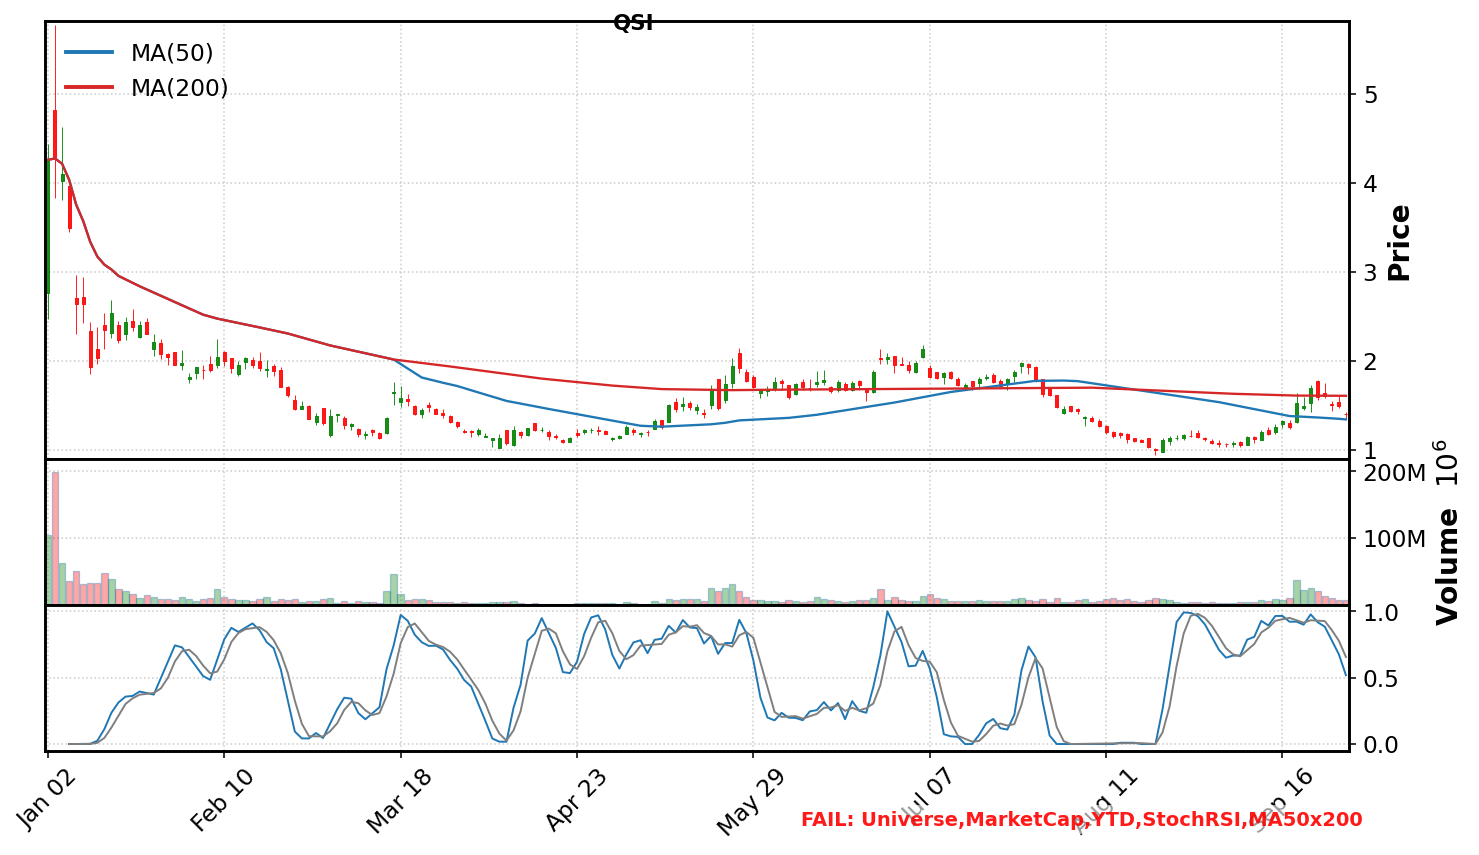 QSI
MA(50)
MA(200)
5
4
3
2
1
Price
200M
100M
Volume 10^6
1.0
0.5
0.0
Jan 02
Feb 10
Mar 18
Apr 23
May 29
Jul 07
Aug 11
Sep 16
FAIL: Universe,MarketCap,YTD,StochRSI,MA50x200